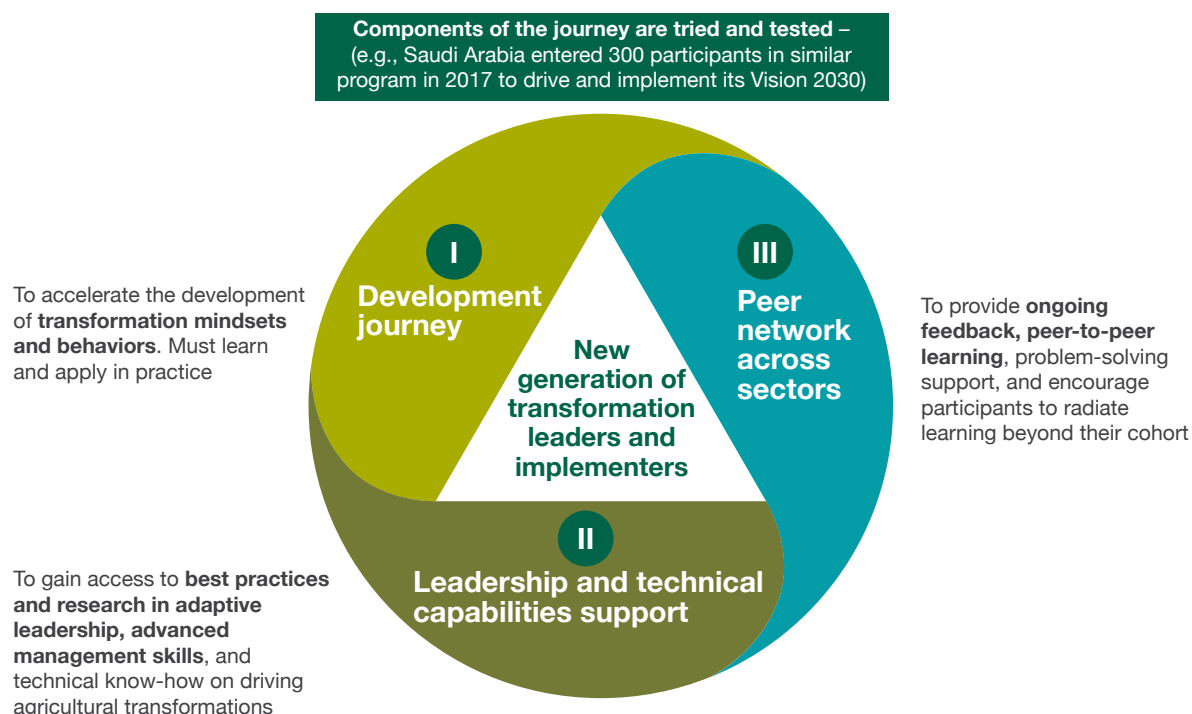 Components of the journey are tried and tested –
(e.g., Saudi Arabia entered 300 participants in similar
program in 2017 to drive and implement its Vision 2030)
I
Development
journey
To accelerate the development
of transformation mindsets
and behaviors. Must learn
and apply in practice
III
Peer
network
across
sectors
To provide ongoing
feedback, peer-to-peer
learning, problem-solving
support, and encourage
participants to radiate
learning beyond their cohort
New
generation of
transformation
leaders and
implementers
II
Leadership and technical
capabilities support
To gain access to best practices
and research in adaptive
leadership, advanced
management skills, and
technical know-how on driving
agricultural transformations